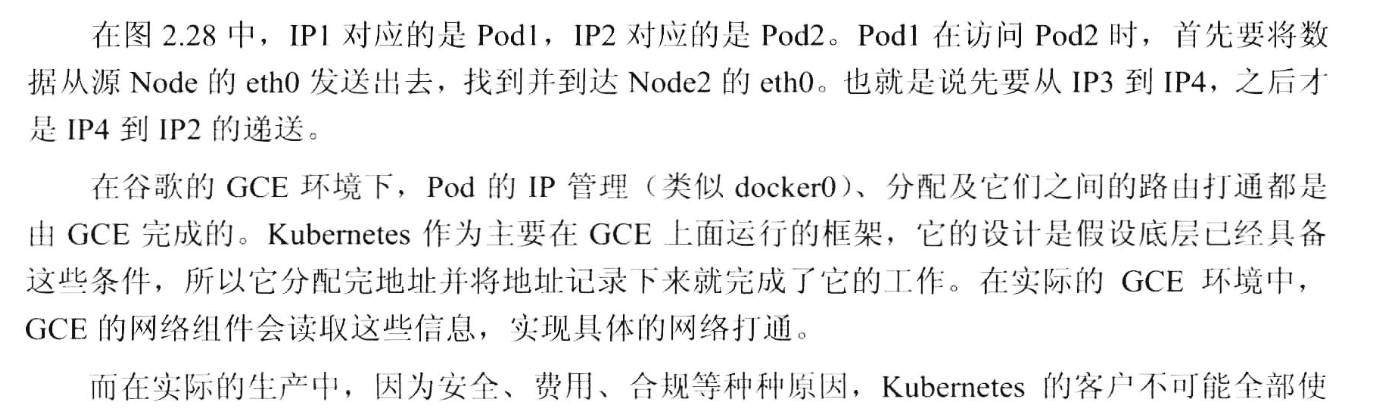 在图 2.28 中，IP1 对应的是 Pod1，IP2 对应的是 Pod2。Pod1 在访问 Pod2 时，首先要将数
据从源 Node 的 eth0 发送出去，找到并到达 Node2 的 eth0。也就是说先要从 IP3 到 IP4，之后才
是 IP4 到 IP2 的递送。
在谷歌的 GCE 环境下，Pod 的 IP 管理（类似 docker0）、分配及它们之间的路由打通都是
由 GCE 完成的。Kubernetes 作为主要在 GCE 上面运行的框架，它的设计是假设底层已经具备
这些条件，所以它分配完地址并将地址记录下来就完成了它的工作。在实际的 GCE 环境中，
GCE 的网络组件会读取这些信息，实现具体的网络打通。
而在实际的生产中，因为安全、费用、合规等种种原因，Kubernetes 的客户不可能全部使